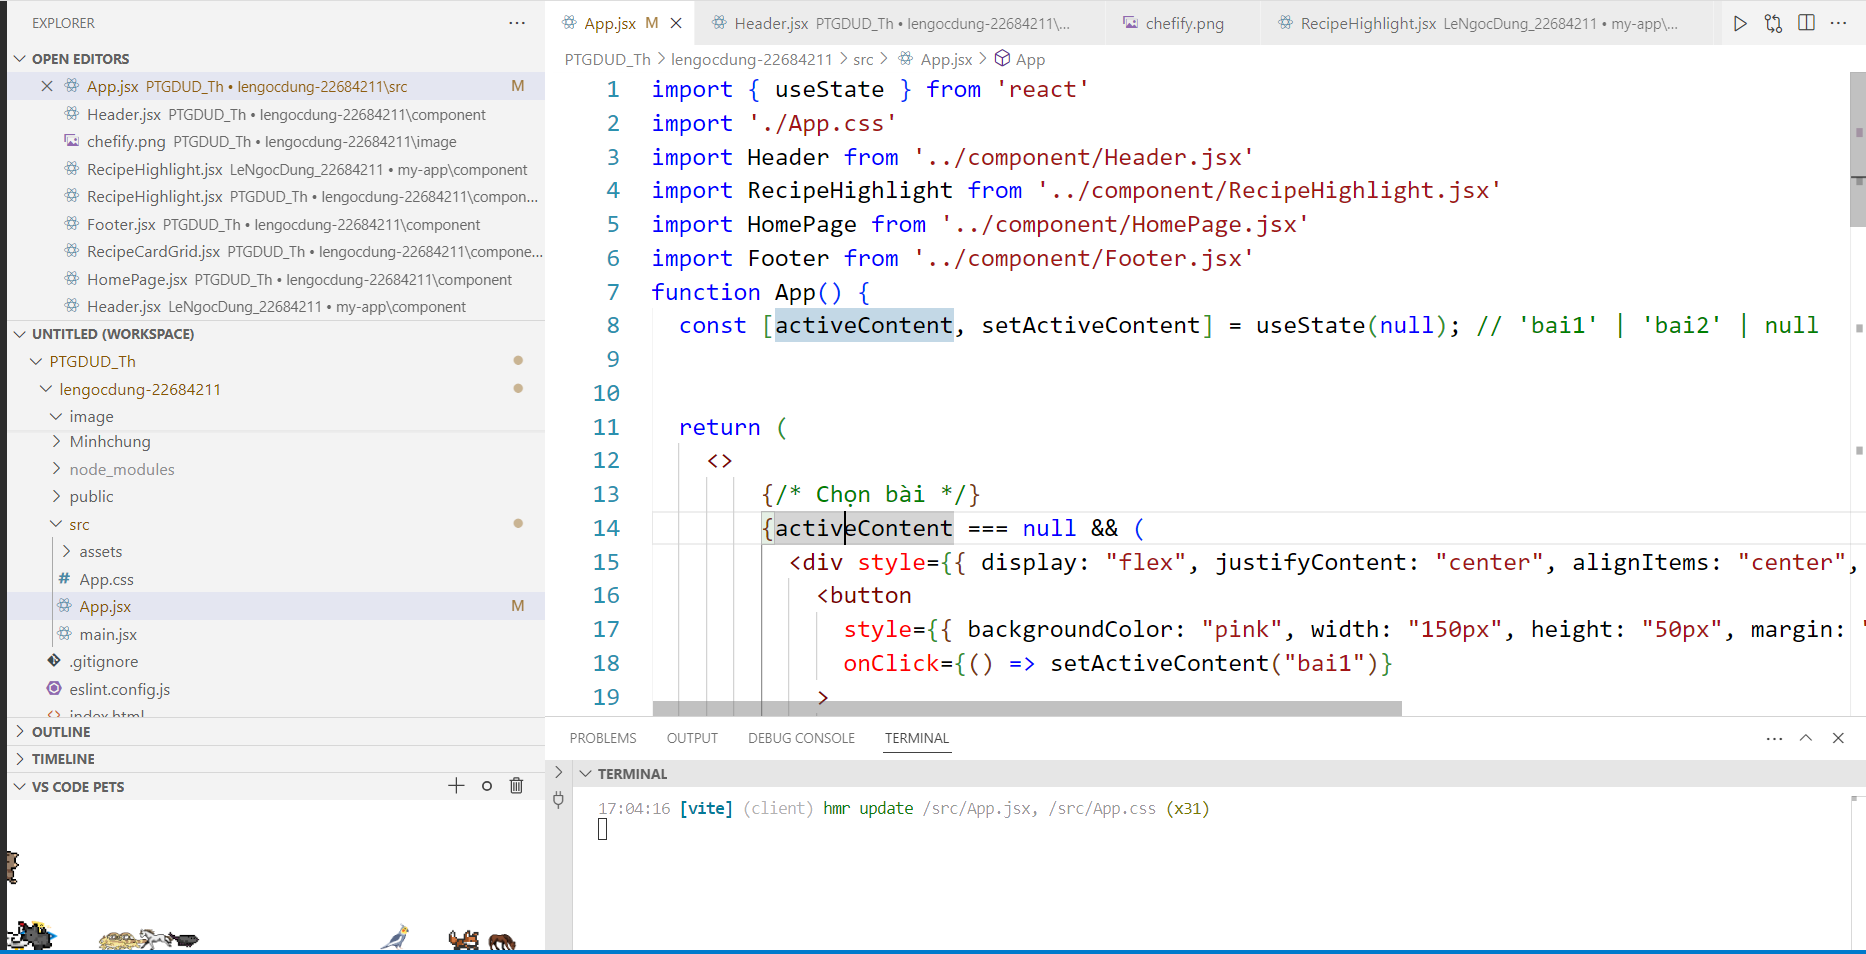 EXPLORER
OPEN EDITORS
App.jsx PTGDUD_Th • lengocdung-22684211\src M
Header.jsx PTGDUD_Th • lengocdung-22684211\component
chefify.png PTGDUD_Th • lengocdung-22684211\image
RecipeHighlight.jsx LeNgocDung_22684211 • my-app\component
RecipeHighlight.jsx PTGDUD_Th • lengocdung-22684211\compon...
Footer.jsx PTGDUD_Th • lengocdung-22684211\component
RecipeCardGrid.jsx PTGDUD_Th • lengocdung-22684211\compone...
HomePage.jsx PTGDUD_Th • lengocdung-22684211\component
Header.jsx LeNgocDung_22684211 • my-app\component
UNTITLED (WORKSPACE)
PTGDUD_Th
lengocdung-22684211
image
Minhchung
node_modules
public
src
assets
App.css
App.jsx M
main.jsx
.gitignore
eslint.config.js
index.html
OUTLINE
TIMELINE
VS CODE PETS
App.jsx M
Header.jsx PTGDUD_Th • lengocdung-22684211\...
chefify.png
RecipeHighlight.jsx LeNgocDung_22684211 • my-app\...
PTGDUD_Th > lengocdung-22684211 > src > App.jsx > App
1 import { useState } from 'react'
2 import './App.css'
3 import Header from '../component/Header.jsx'
4 import RecipeHighlight from '../component/RecipeHighlight.jsx'
5 import HomePage from '../component/HomePage.jsx'
6 import Footer from '../component/Footer.jsx'
7 function App() {
8 const [activeContent, setActiveContent] = useState(null); // 'bai1' | 'bai2' | null
9
10
11 return (
12 <>
13 {/* Chọn bài */}
14 {activeContent === null && (
15 <div style={{ display: "flex", justifyContent: "center", alignItems: "center",
16 <button
17 style={{ backgroundColor: "pink", width: "150px", height: "50px", margin: "
18 onClick={() => setActiveContent("bai1")}
19 >
PROBLEMS
OUTPUT
DEBUG CONSOLE
TERMINAL
TERMINAL
17:04:16 [vite] (client) hmr update /src/App.jsx, /src/App.css (x31)